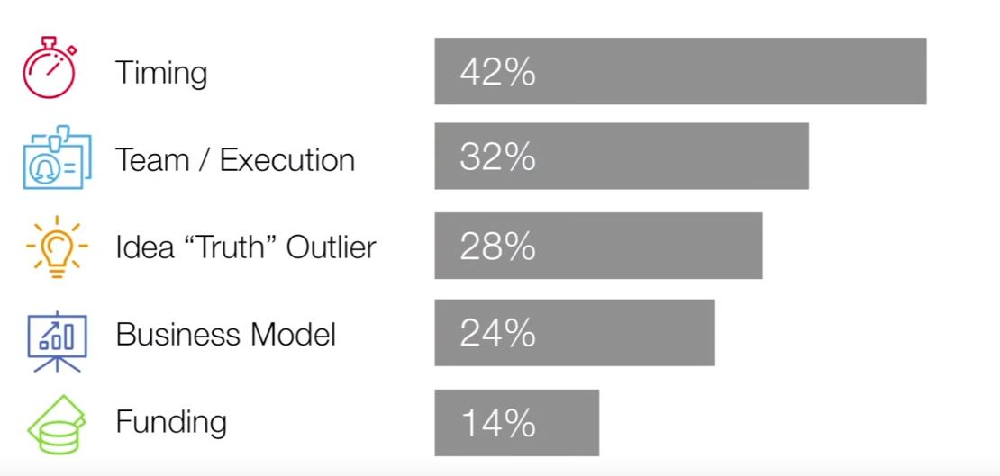 Timing 42%
Team / Execution 32%
Idea “Truth” Outlier 28%
Business Model 24%
Funding 14%